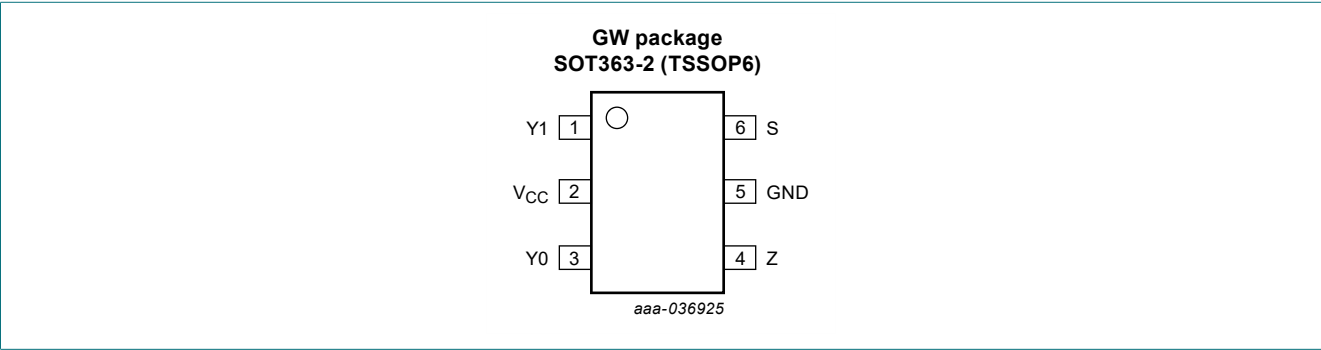 GW package
SOT363-2 (TSSOP6)
Y1 1 6 S
VCC 2 5 GND
Y0 3 4 Z
aaa-036925